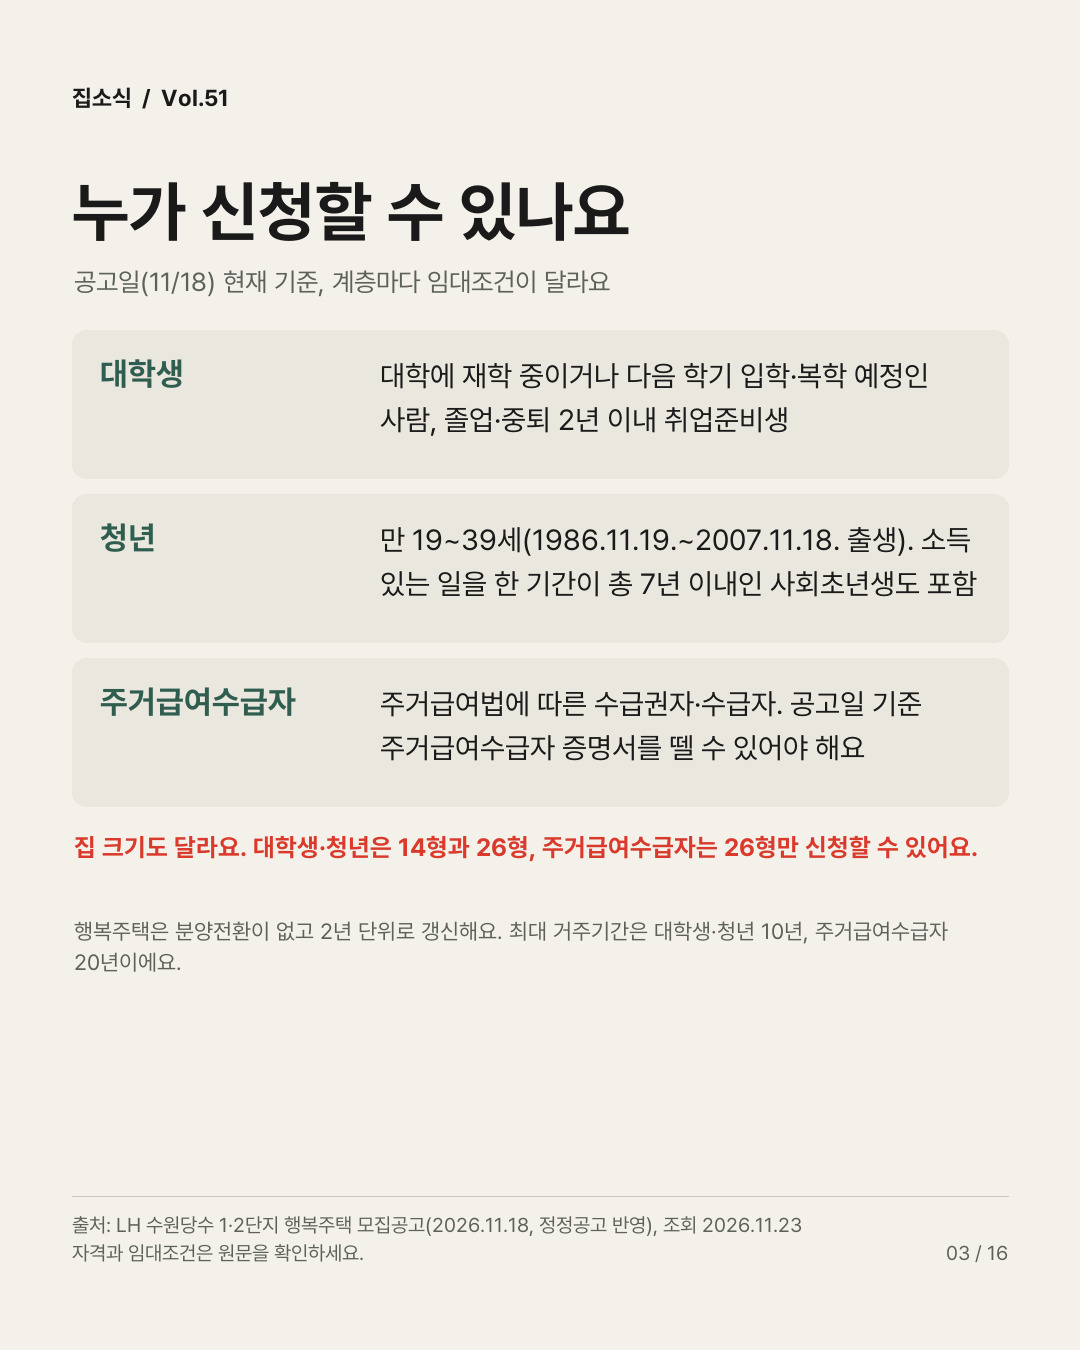 집소식 / Vol.51
누가 신청할 수 있나요
공고일(11/18) 현재 기준, 계층마다 임대조건이 달라요
대학생
대학에 재학 중이거나 다음 학기 입학·복학 예정인
사람, 졸업·중퇴 2년 이내 취업준비생
청년
만 19~39세(1986.11.19.~2007.11.18. 출생). 소득
있는 일을 한 기간이 총 7년 이내인 사회초년생도 포함
주거급여수급자
주거급여법에 따른 수급권자·수급자. 공고일 기준
주거급여수급자 증명서를 뗄 수 있어야 해요
집 크기도 달라요. 대학생·청년은 14형과 26형, 주거급여수급자는 26형만 신청할 수 있어요.
행복주택은 분양전환이 없고 2년 단위로 갱신해요. 최대 거주기간은 대학생·청년 10년, 주거급여수급자
20년이에요.
출처: LH 수원당수 1·2단지 행복주택 모집공고(2026.11.18, 정정공고 반영), 조회 2026.11.23
자격과 임대조건은 원문을 확인하세요.
03 / 16